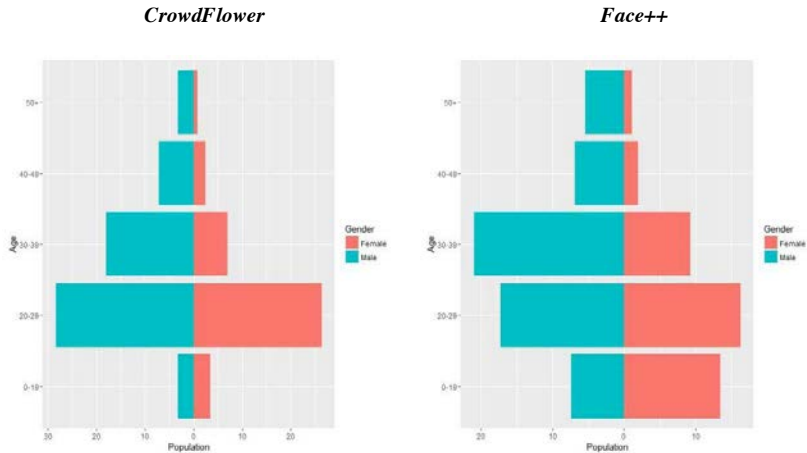 CrowdFlower
50+
40-49
30-39
20-29
0-19
Age
30 20 10 0 10 20
Population
Gender
Female
Male
Face++
50+
40-49
30-39
20-29
0-19
Age
20 10 0 10
Population
Gender
Female
Male